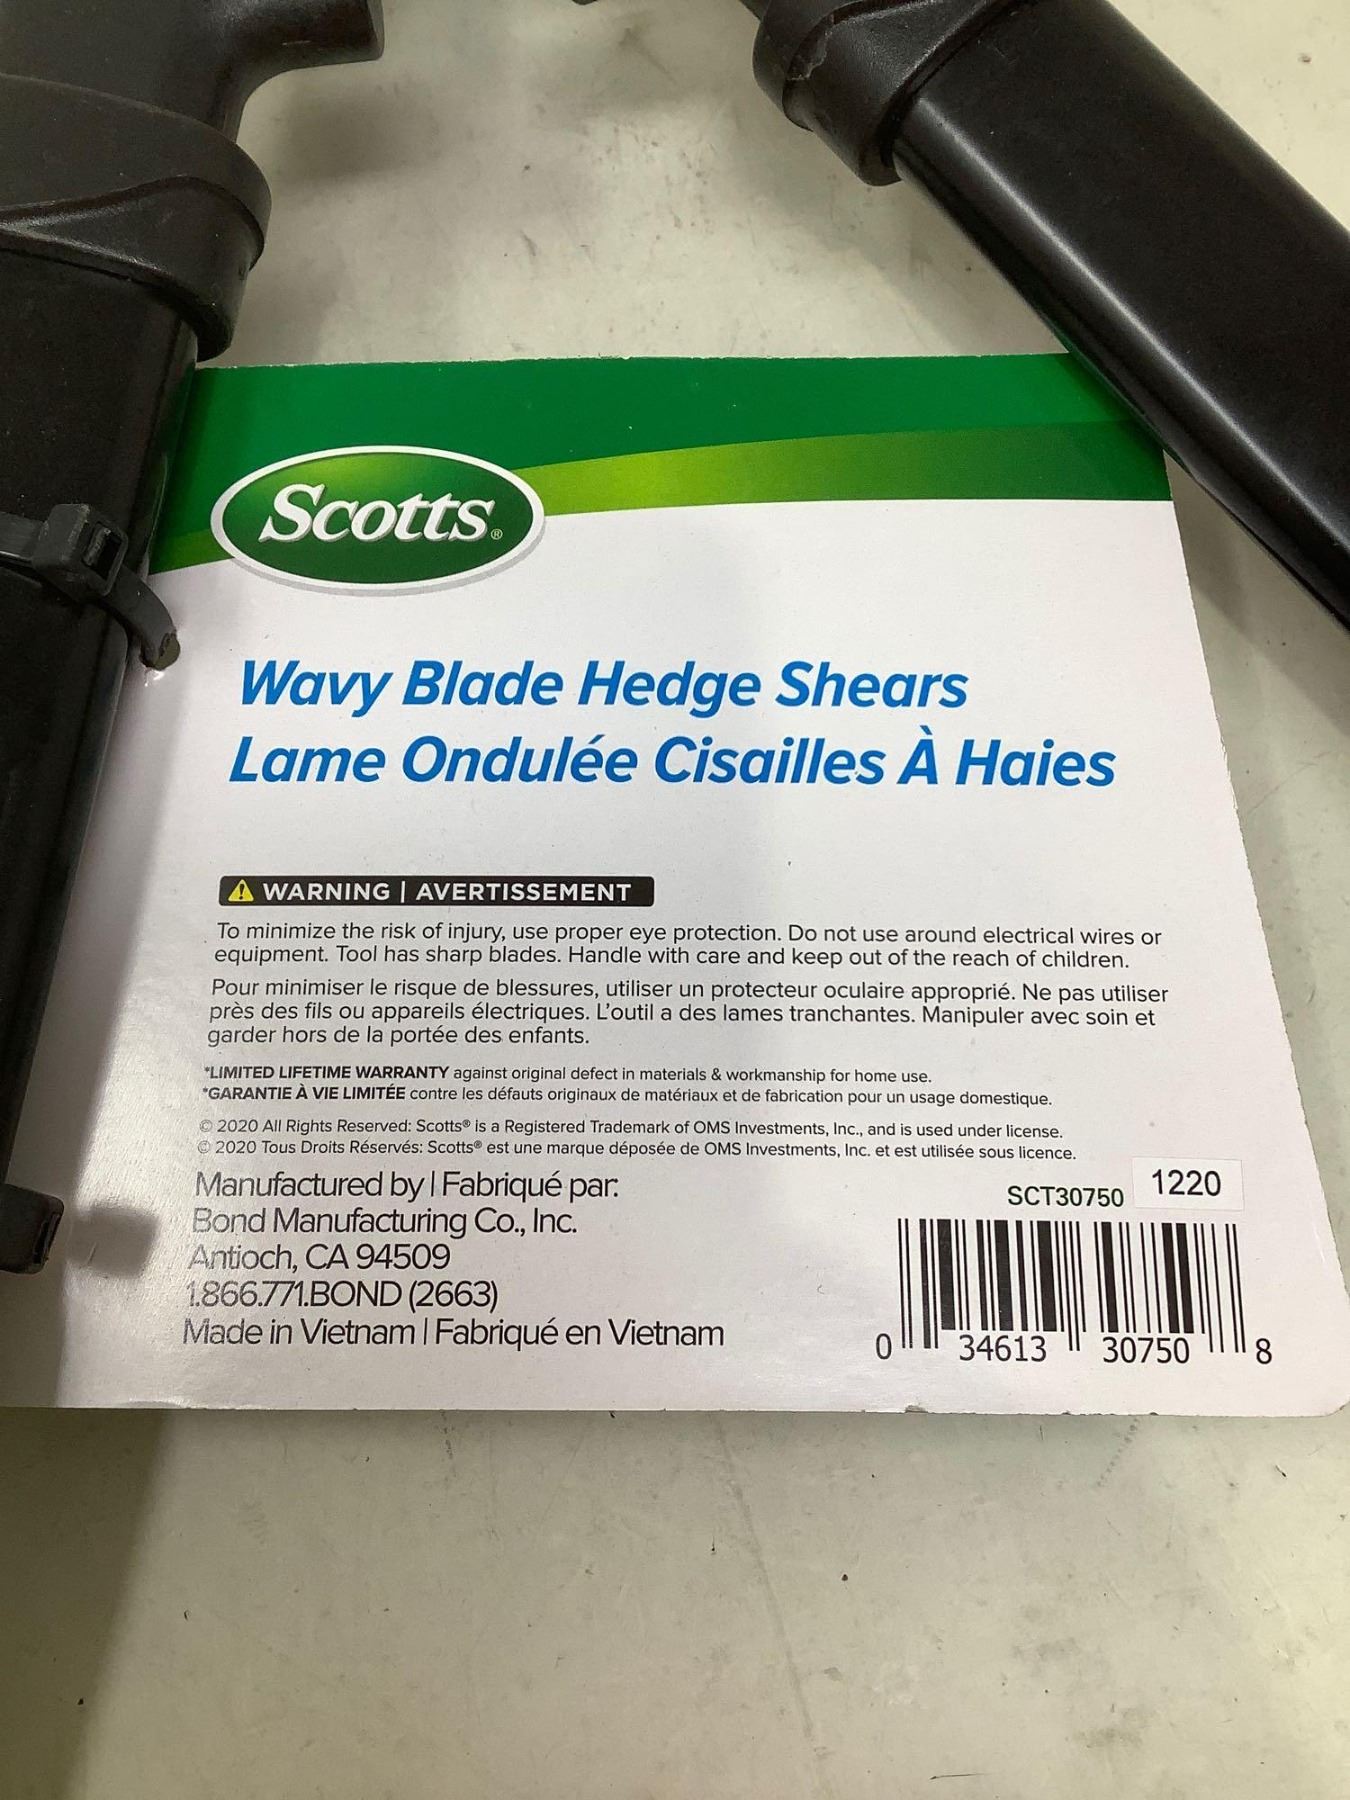 Scotts®
Wavy Blade Hedge Shears
Lame Ondulée Cisailles À Haies
WARNING | AVERTISSEMENT
To minimize the risk of injury, use proper eye protection. Do not use around electrical wires or
equipment. Tool has sharp blades. Handle with care and keep out of the reach of children.
Pour minimiser le risque de blessures, utiliser un protecteur oculaire approprié. Ne pas utiliser
près des fils ou appareils électriques. L'outil a des lames tranchantes. Manipuler avec soin et
garder hors de la portée des enfants.
*LIMITED LIFETIME WARRANTY against original defect in materials & workmanship for home use.
*GARANTIE À VIE LIMITÉE contre les défauts originaux de matériaux et de fabrication pour un usage domestique.
© 2020 All Rights Reserved: Scotts® is a Registered Trademark of OMS Investments, Inc., and is used under license.
© 2020 Tous Droits Réservés: Scotts® est une marque déposée de OMS Investments, Inc. et est utilisée sous licence.
Manufactured by | Fabriqué par:
Bond Manufacturing Co., Inc.
Antioch, CA 94509
1.866.771.BOND (2663)
Made in Vietnam | Fabriqué en Vietnam
SCT30750 1220
0 34613 30750 8